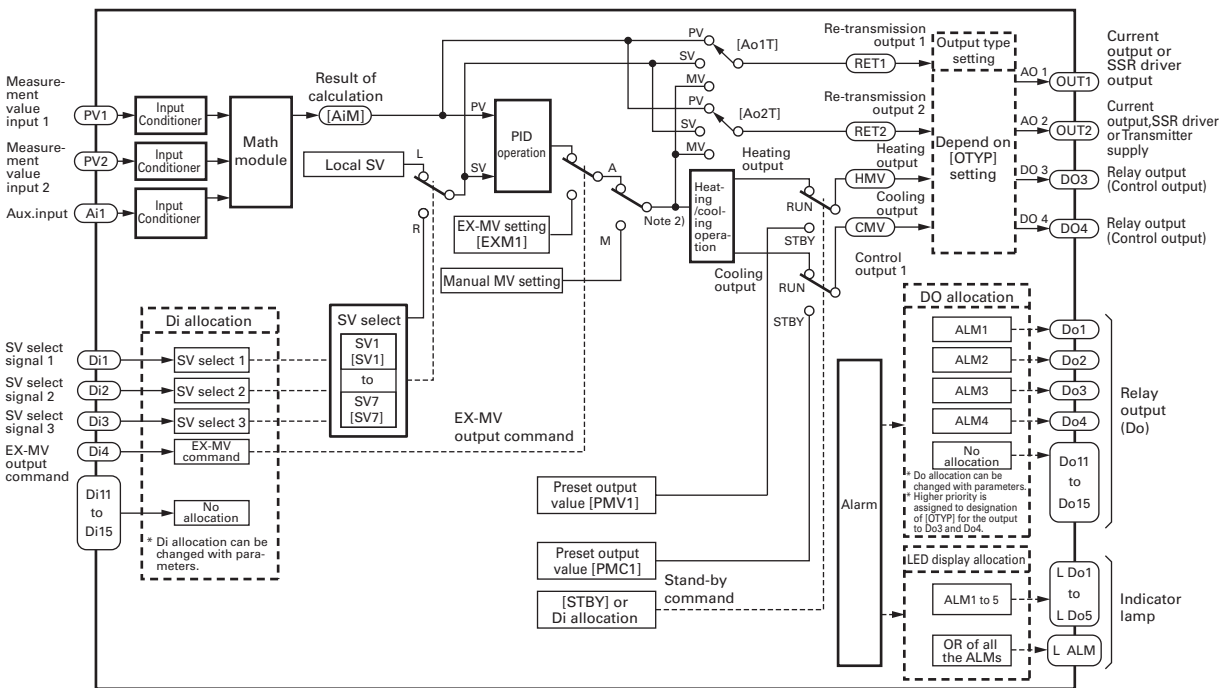 Measure-
ment
value
input 1
PV1
Input
Conditioner
Measure-
ment
value
input 2
PV2
Input
Conditioner
Aux.input
Ai1
Input
Conditioner
Math
module
Result of
calculation
[AiM]
Local SV
L
R
PV
SV
PID
operation
EX-MV setting
[EXM1]
A
M
Manual MV setting
Note 2)
PV
SV
MV
[Ao1T]
PV
SV
MV
[Ao2T]
Heating
output
Heat-
ing
/cool-
ing
opera-
tion
Cooling
output
RUN
STBY
RUN
STBY
Re-transmission
output 1
RET1
Re-transmission
output 2
RET2
Heating
output
HMV
Cooling
output
CMV
Control
output 1
Output type
setting
Depend on
[OTYP]
setting
AO 1
OUT1
Current
output or
SSR driver
output
AO 2
OUT2
Current
output,SSR driver
or Transmitter
supply
DO 3
DO3
Relay output
(Control output)
DO 4
DO4
Relay output
(Control output)
SV select
signal 1
Di1
SV select
signal 2
Di2
SV select
signal 3
Di3
EX-MV
output
command
Di4
Di11
to
Di15
Di allocation
SV select 1
SV select 2
SV select 3
EX-MV
command
No
allocation
* Di allocation can be
changed with para-
meters.
SV select
SV1
[SV1]
to
SV7
[SV7]
EX-MV
output command
Preset output
value [PMV1]
Preset output
value [PMC1]
Stand-by
command
[STBY] or
Di allocation
Alarm
DO allocation
ALM1
ALM2
ALM3
ALM4
No
allocation
* Do allocation can be
changed with parameters.
* Higher priority is
assigned to designation
of [OTYP] for the output
to Do3 and Do4.
Do1
Do2
Do3
Do4
Do11
to
Do15
Relay
output
(Do)
LED display allocation
ALM1 to 5
OR of all
the ALMs
L Do1
to
L Do5
L ALM
Indicator
lamp